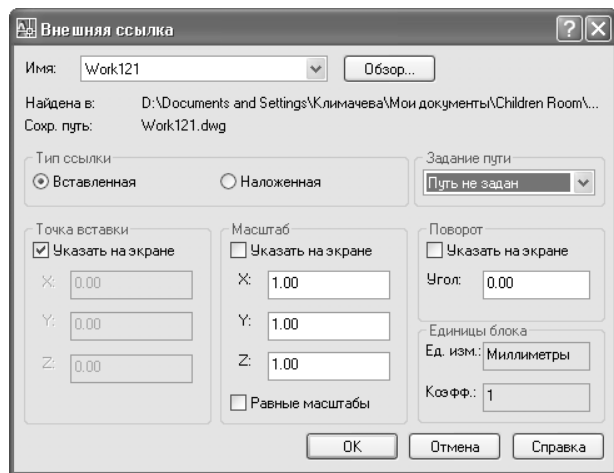 Внешняя ссылка
Имя: Work121 Обзор...
Найдена в: D:\Documents and Settings\Климачева\Мои документы\Children Room\...
Сохр. путь: Work121.dwg
Тип ссылки Задание пути
Вставленная Наложенная Путь не задан
Точка вставки Масштаб Поворот
Указать на экране Указать на экране Указать на экране
X: 0.00 X: 1.00 Угол: 0.00
Y: 0.00 Y: 1.00 Единицы блока
Z: 0.00 Z: 1.00 Ед. изм.: Миллиметры
Равные масштабы Коэфф.: 1
OK Отмена Справка